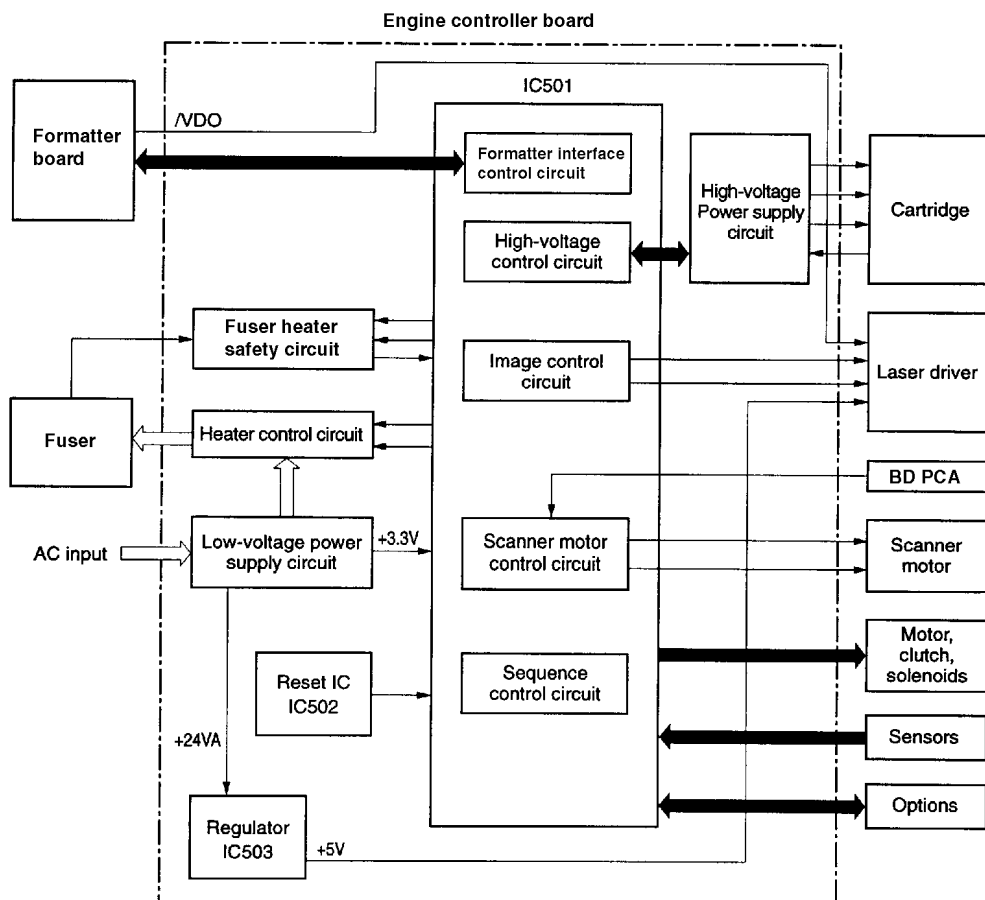 Engine controller board
IC501
Formatter
board
/VDO
Formatter interface
control circuit
High-voltage
Power supply
circuit
Cartridge
High-voltage
control circuit
Fuser heater
safety circuit
Image control
circuit
Laser driver
Fuser
Heater control circuit
BD PCA
AC input
Low-voltage power
supply circuit
+3.3V
Scanner motor
control circuit
Scanner
motor
Motor,
clutch,
solenoids
Reset IC
IC502
Sequence
control circuit
+24VA
Sensors
Options
Regulator
IC503
+5V